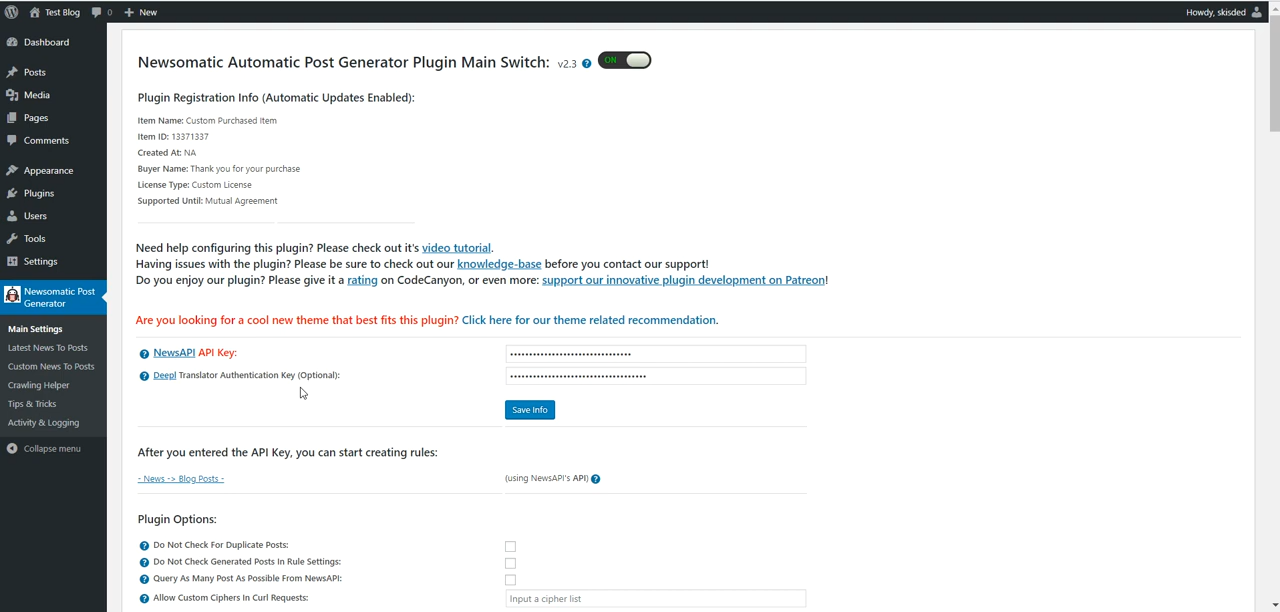 Test Blog 0 New Howdy, skisded
Dashboard
Posts
Media
Pages
Comments
Appearance
Plugins
Users
Tools
Settings
Newsomatic Post
Generator
Main Settings
Latest News To Posts
Custom News To Posts
Crawling Helper
Tips & Tricks
Activity & Logging
Collapse menu
Newsomatic Automatic Post Generator Plugin Main Switch: v2.3 ? ON
Plugin Registration Info (Automatic Updates Enabled):
Item Name: Custom Purchased Item
Item ID: 13371337
Created At: NA
Buyer Name: Thank you for your purchase
License Type: Custom License
Supported Until: Mutual Agreement
Need help configuring this plugin? Please check out it's video tutorial.
Having issues with the plugin? Please be sure to check out our knowledge-base before you contact our support!
Do you enjoy our plugin? Please give it a rating on CodeCanyon, or even more: support our innovative plugin development on Patreon!
Are you looking for a cool new theme that best fits this plugin? Click here for our theme related recommendation.
? NewsAPI API Key:
? Deepl Translator Authentication Key (Optional):
Save Info
After you entered the API Key, you can start creating rules:
- News -> Blog Posts - (using NewsAPI's API) ?
Plugin Options:
? Do Not Check For Duplicate Posts:
? Do Not Check Generated Posts In Rule Settings:
? Query As Many Post As Possible From NewsAPI:
? Allow Custom Ciphers In Curl Requests: Input a cipher list